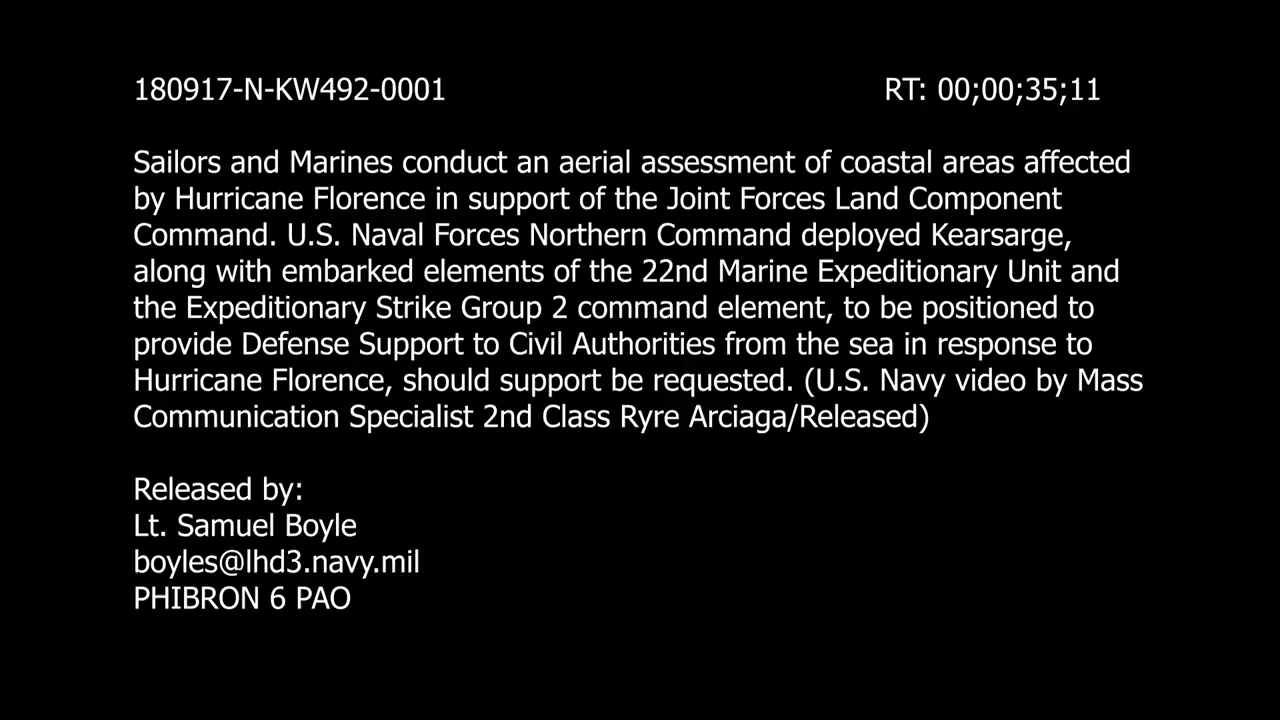 180917-N-KW492-0001 RT: 00;00;35;11
Sailors and Marines conduct an aerial assessment of coastal areas affected
by Hurricane Florence in support of the Joint Forces Land Component
Command. U.S. Naval Forces Northern Command deployed Kearsarge,
along with embarked elements of the 22nd Marine Expeditionary Unit and
the Expeditionary Strike Group 2 command element, to be positioned to
provide Defense Support to Civil Authorities from the sea in response to
Hurricane Florence, should support be requested. (U.S. Navy video by Mass
Communication Specialist 2nd Class Ryre Arciaga/Released)
Released by:
Lt. Samuel Boyle
boyles@lhd3.navy.mil
PHIBRON 6 PAO